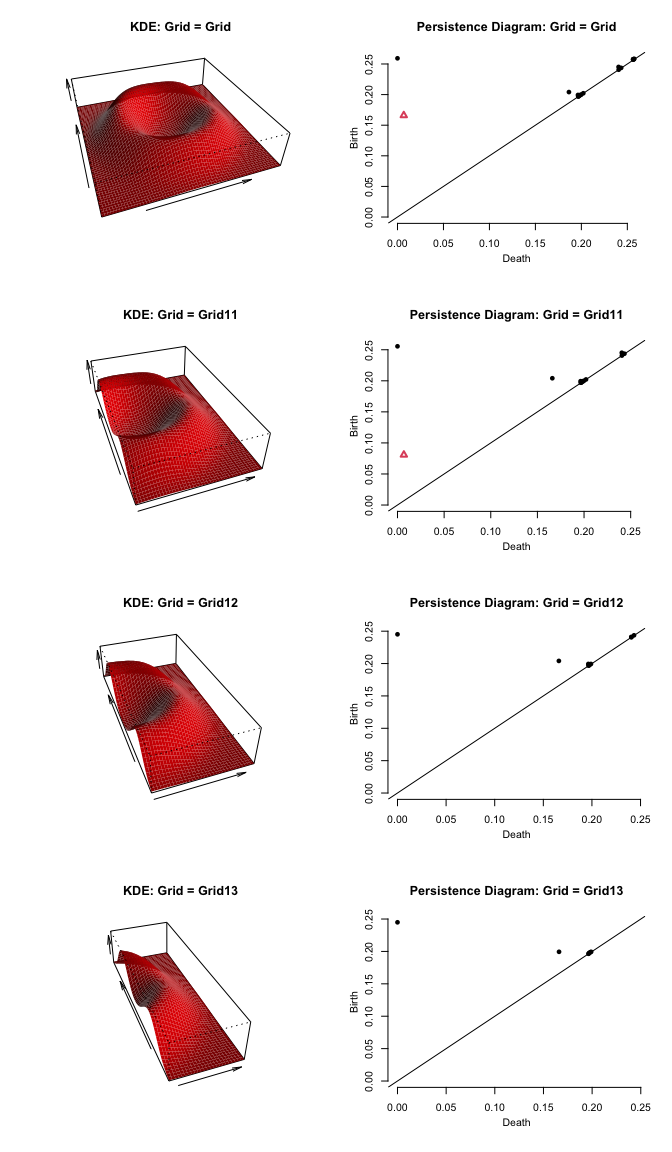 KDE: Grid = Grid
Persistence Diagram: Grid = Grid
Birth
0.00 0.05 0.10 0.15 0.20 0.25
0.00 0.05 0.10 0.15 0.20 0.25
Death
KDE: Grid = Grid11
Persistence Diagram: Grid = Grid11
Birth
0.00 0.05 0.10 0.15 0.20 0.25
0.00 0.05 0.10 0.15 0.20 0.25
Death
KDE: Grid = Grid12
Persistence Diagram: Grid = Grid12
Birth
0.00 0.05 0.10 0.15 0.20 0.25
0.00 0.05 0.10 0.15 0.20 0.25
Death
KDE: Grid = Grid13
Persistence Diagram: Grid = Grid13
Birth
0.00 0.05 0.10 0.15 0.20 0.25
0.00 0.05 0.10 0.15 0.20 0.25
Death